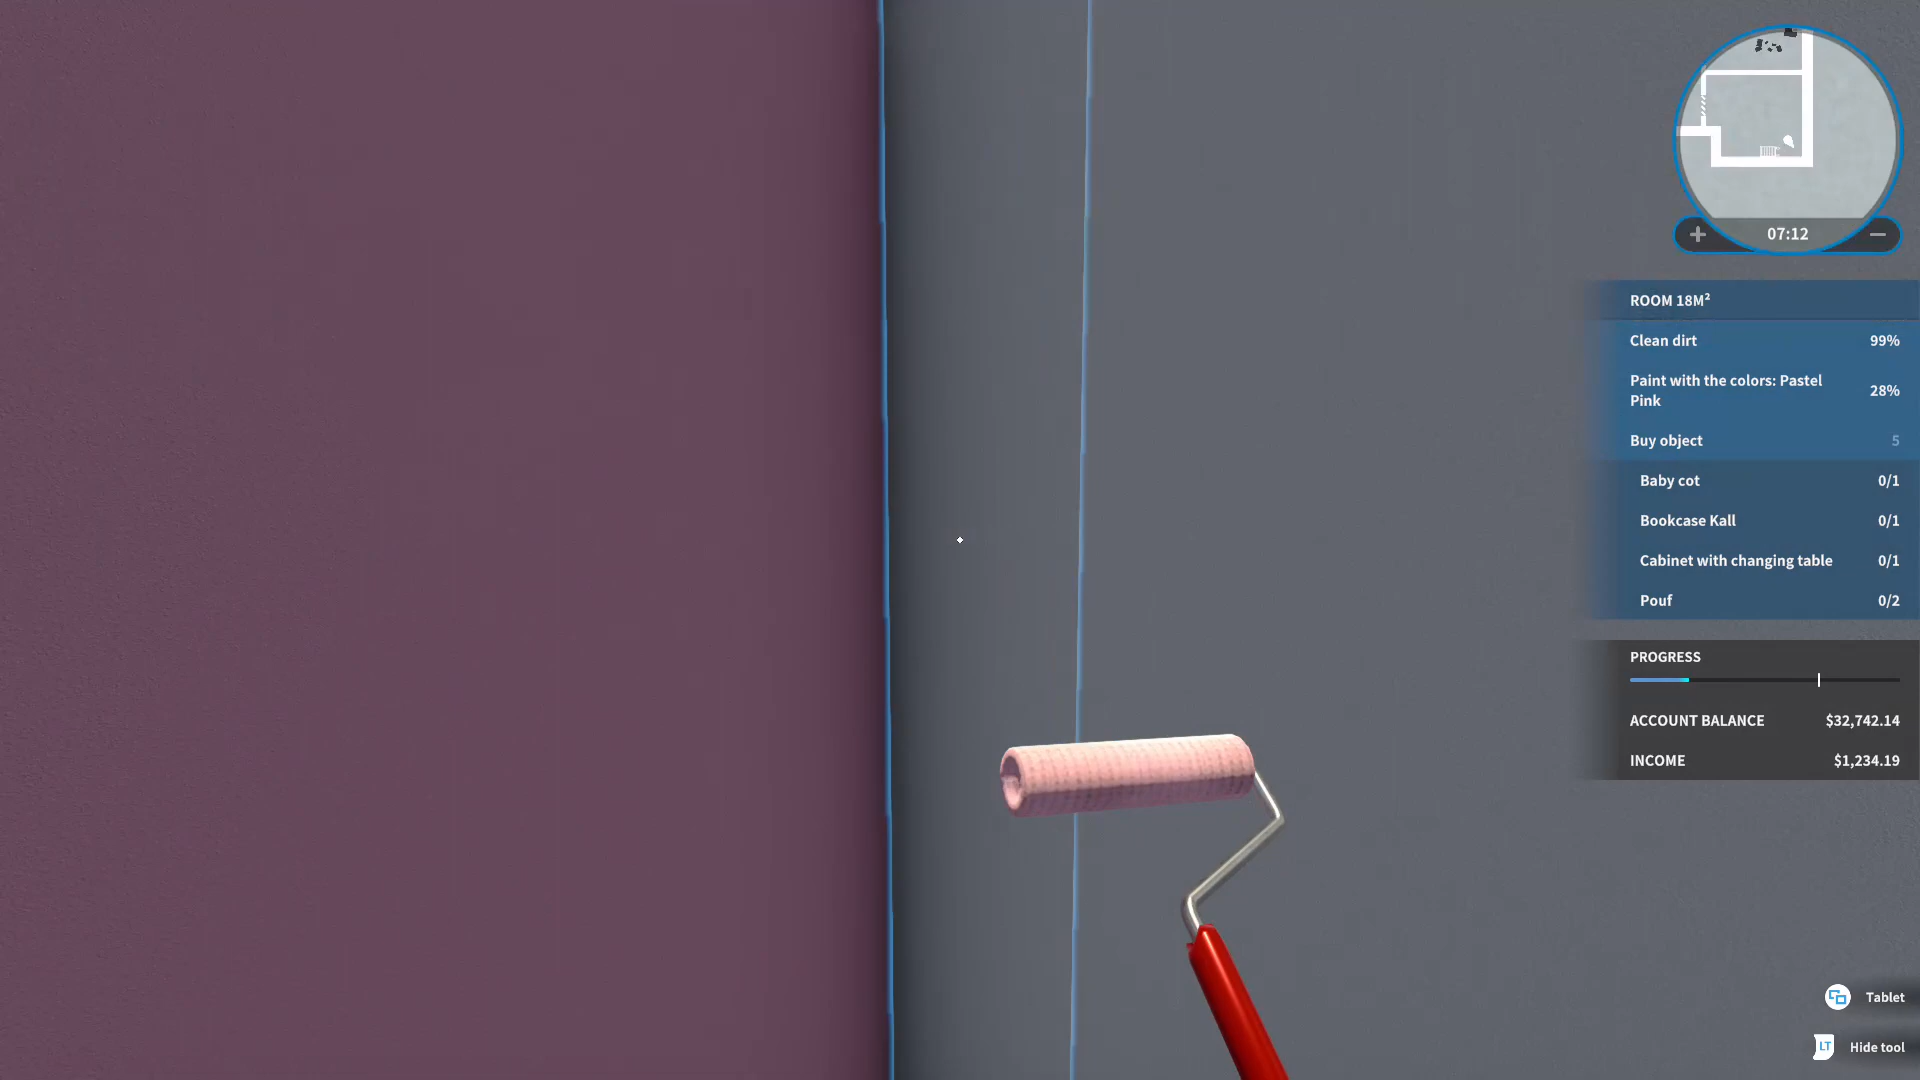 07:12
ROOM 18M²
Clean dirt 99%
Paint with the colors: Pastel
Pink 28%
Buy object 5
Baby cot 0/1
Bookcase Kall 0/1
Cabinet with changing table 0/1
Pouf 0/2
PROGRESS
ACCOUNT BALANCE $32,742.14
INCOME $1,234.19
Tablet
LT Hide tool